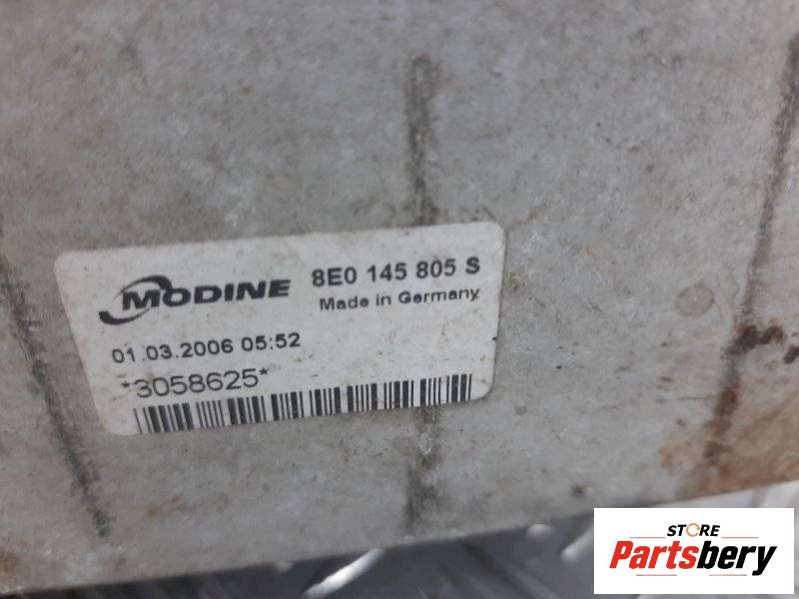 MODINE
8E0 145 805 S
Made in Germany
01.03.2006 05:52
*3058625*
STORE
Partsbery